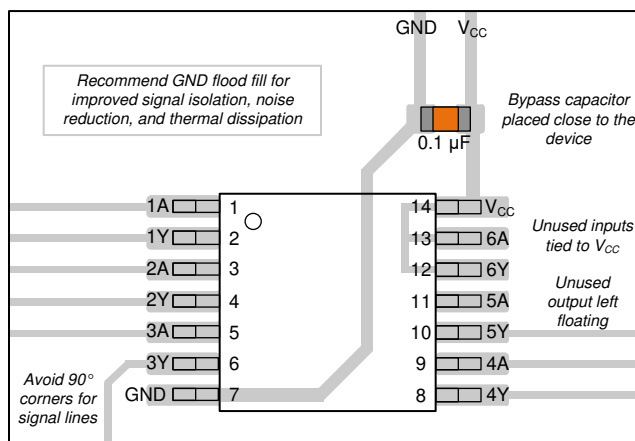 GND VCC
Recommend GND flood fill for
improved signal isolation, noise
reduction, and thermal dissipation
Bypass capacitor
placed close to the
device
0.1 µF
1A 1 14 VCC
1Y 2 13 6A
2A 3 12 6Y
2Y 4 11 5A
3A 5 10 5Y
3Y 6 9 4A
GND 7 8 4Y
Unused inputs
tied to VCC
Unused
output left
floating
Avoid 90°
corners for
signal lines